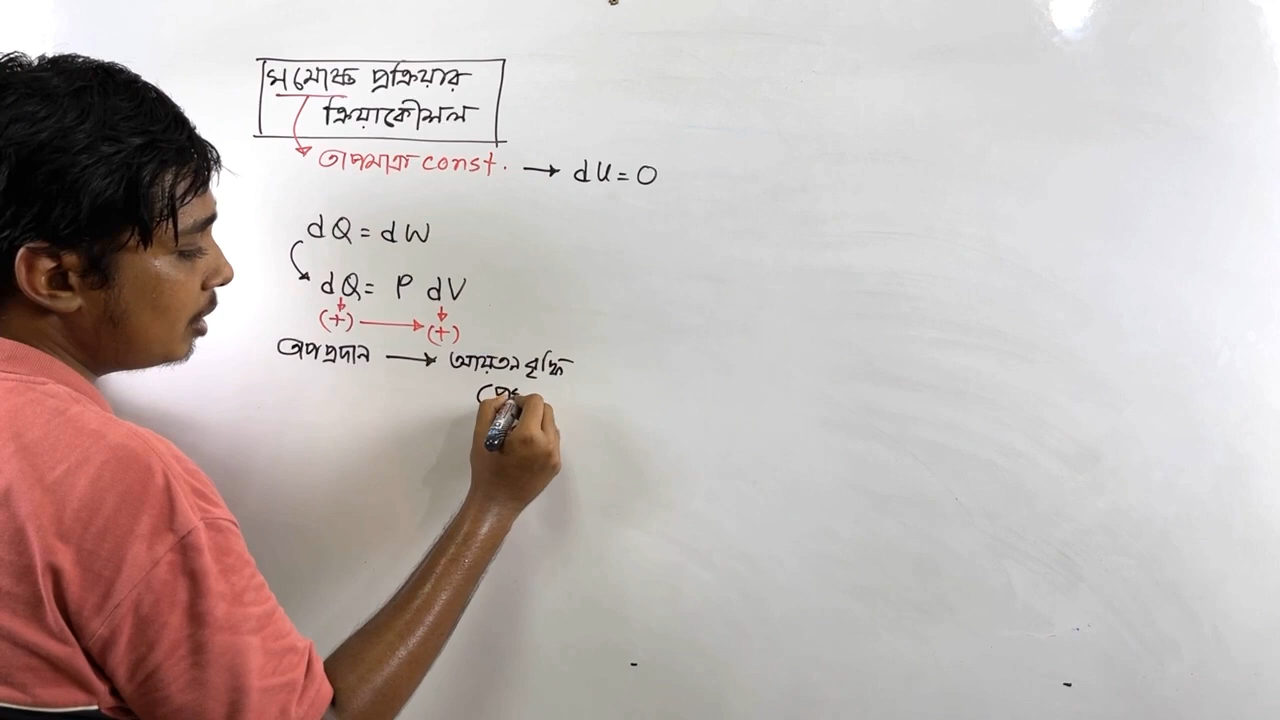 সমোষ্ণ প্রক্রিয়ার
ক্রিয়াকৌশল
তাপমাত্রা const. → dU = 0
dQ = dW
dQ = P dV
(+) → (+)
তাপপ্রদান → আয়তন বৃদ্ধি